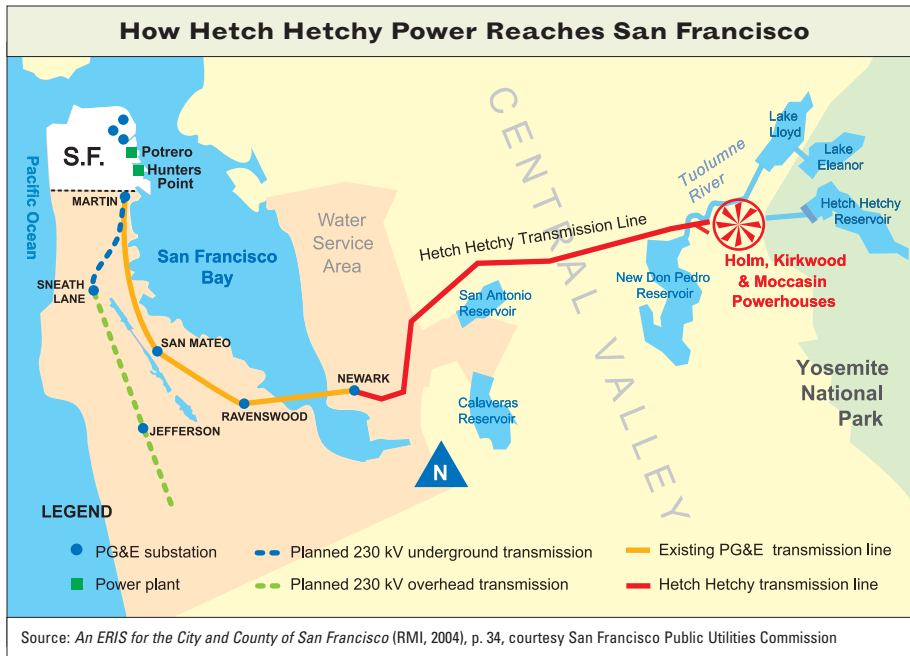 How Hetch Hetchy Power Reaches San Francisco
Pacific Ocean
S.F.
Potrero
Hunters
Point
MARTIN
San Francisco
Bay
SNEATH
LANE
SAN MATEO
RAVENSWOOD
JEFFERSON
NEWARK
Water
Service
Area
CENTRAL VALLEY
Hetch Hetchy Transmission Line
San Antonio
Reservoir
Calaveras
Reservoir
Tuolumne
River
Lake
Lloyd
Lake
Eleanor
Hetch Hetchy
Reservoir
New Don Pedro
Reservoir
Holm, Kirkwood
& Moccasin
Powerhouses
Yosemite
National
Park
N
LEGEND
PG&E substation
Power plant
Planned 230 kV underground transmission
Planned 230 kV overhead transmission
Existing PG&E transmission line
Hetch Hetchy transmission line
Source: An ERIS for the City and County of San Francisco (RMI, 2004), p. 34, courtesy San Francisco Public Utilities Commission